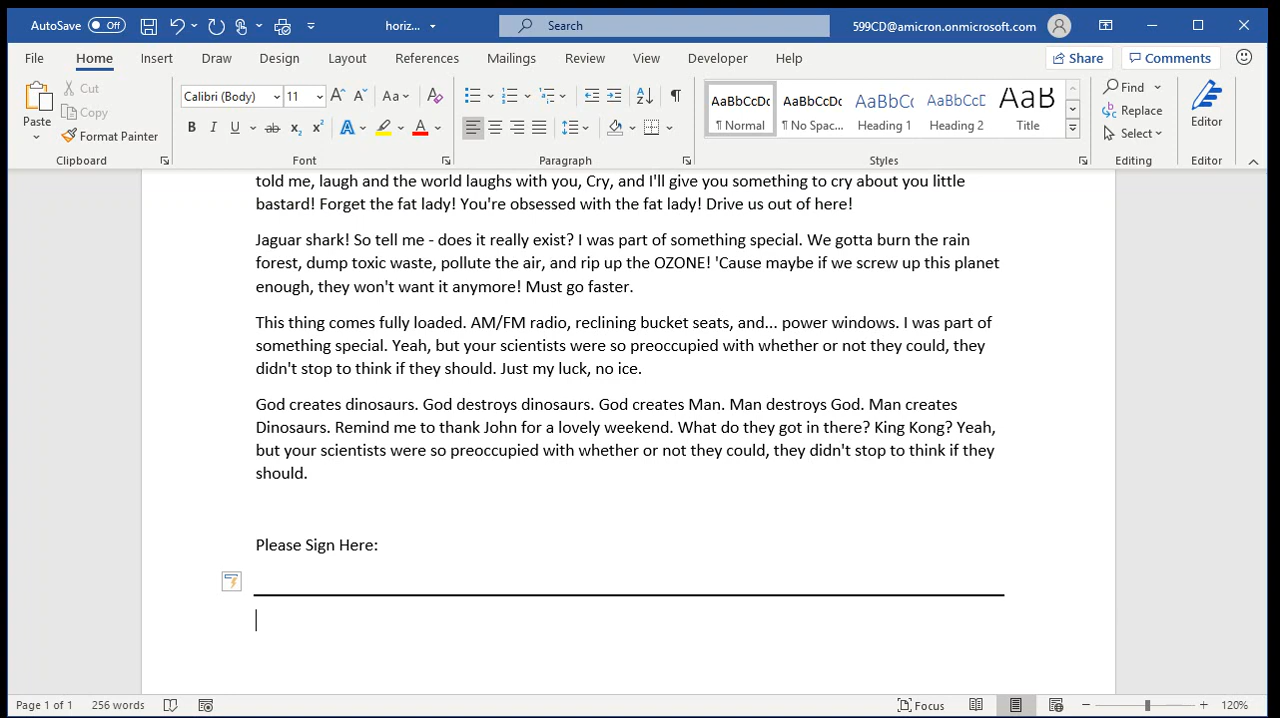 AutoSave Off horiz... Search 599CD@amicron.onmicrosoft.com
File Home Insert Draw Design Layout References Mailings Review View Developer Help Share Comments
Paste Cut Copy Format Painter
Calibri (Body) 11 Aa A
B I U ab x₂ x² A A
AaBbCcDc AaBbCcDc AaBbCc AaBbCcD AaB
¶ Normal ¶ No Spac... Heading 1 Heading 2 Title
Find Replace Select Editor
Clipboard Font Paragraph Styles Editing Editor
told me, laugh and the world laughs with you, Cry, and I'll give you something to cry about you little
bastard! Forget the fat lady! You're obsessed with the fat lady! Drive us out of here!
Jaguar shark! So tell me - does it really exist? I was part of something special. We gotta burn the rain
forest, dump toxic waste, pollute the air, and rip up the OZONE! 'Cause maybe if we screw up this planet
enough, they won't want it anymore! Must go faster.
This thing comes fully loaded. AM/FM radio, reclining bucket seats, and... power windows. I was part of
something special. Yeah, but your scientists were so preoccupied with whether or not they could, they
didn't stop to think if they should. Just my luck, no ice.
God creates dinosaurs. God destroys dinosaurs. God creates Man. Man destroys God. Man creates
Dinosaurs. Remind me to thank John for a lovely weekend. What do they got in there? King Kong? Yeah,
but your scientists were so preoccupied with whether or not they could, they didn't stop to think if they
should.
Please Sign Here:
Page 1 of 1 256 words Focus 120%